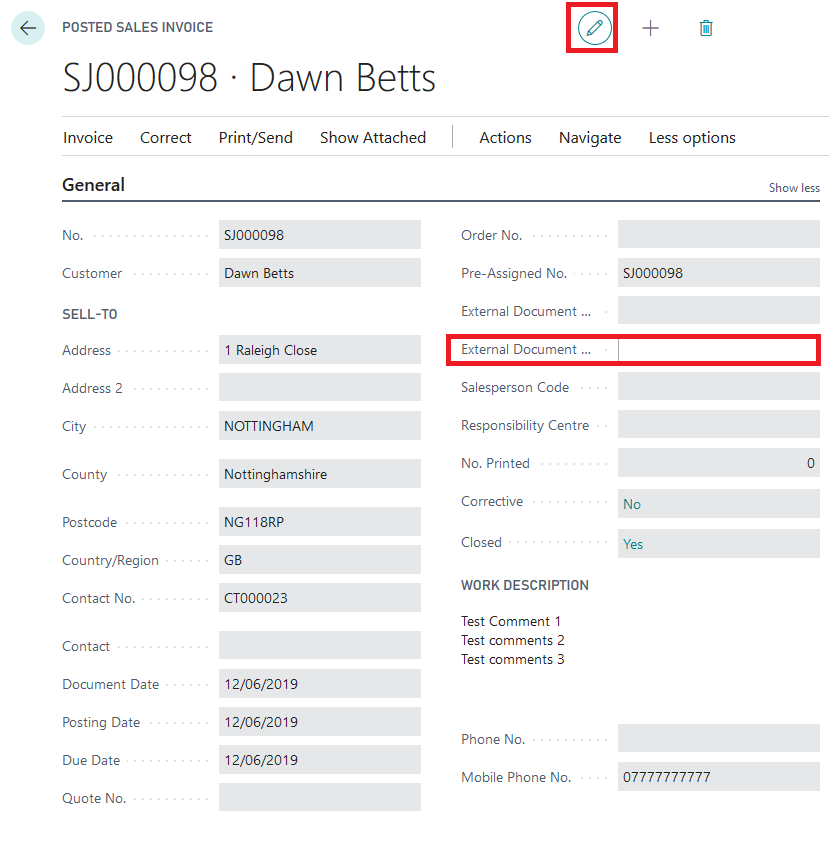 POSTED SALES INVOICE
SJ000098 · Dawn Betts
Invoice Correct Print/Send Show Attached Actions Navigate Less options
General Show less
No. SJ000098
Customer Dawn Betts
SELL-TO
Address 1 Raleigh Close
Address 2
City NOTTINGHAM
County Nottinghamshire
Postcode NG118RP
Country/Region GB
Contact No. CT000023
Contact
Document Date 12/06/2019
Posting Date 12/06/2019
Due Date 12/06/2019
Quote No.
Order No.
Pre-Assigned No. SJ000098
External Document ...
External Document ...
Salesperson Code
Responsibility Centre
No. Printed 0
Corrective No
Closed Yes
WORK DESCRIPTION
Test Comment 1
Test comments 2
Test comments 3
Phone No.
Mobile Phone No. 07777777777